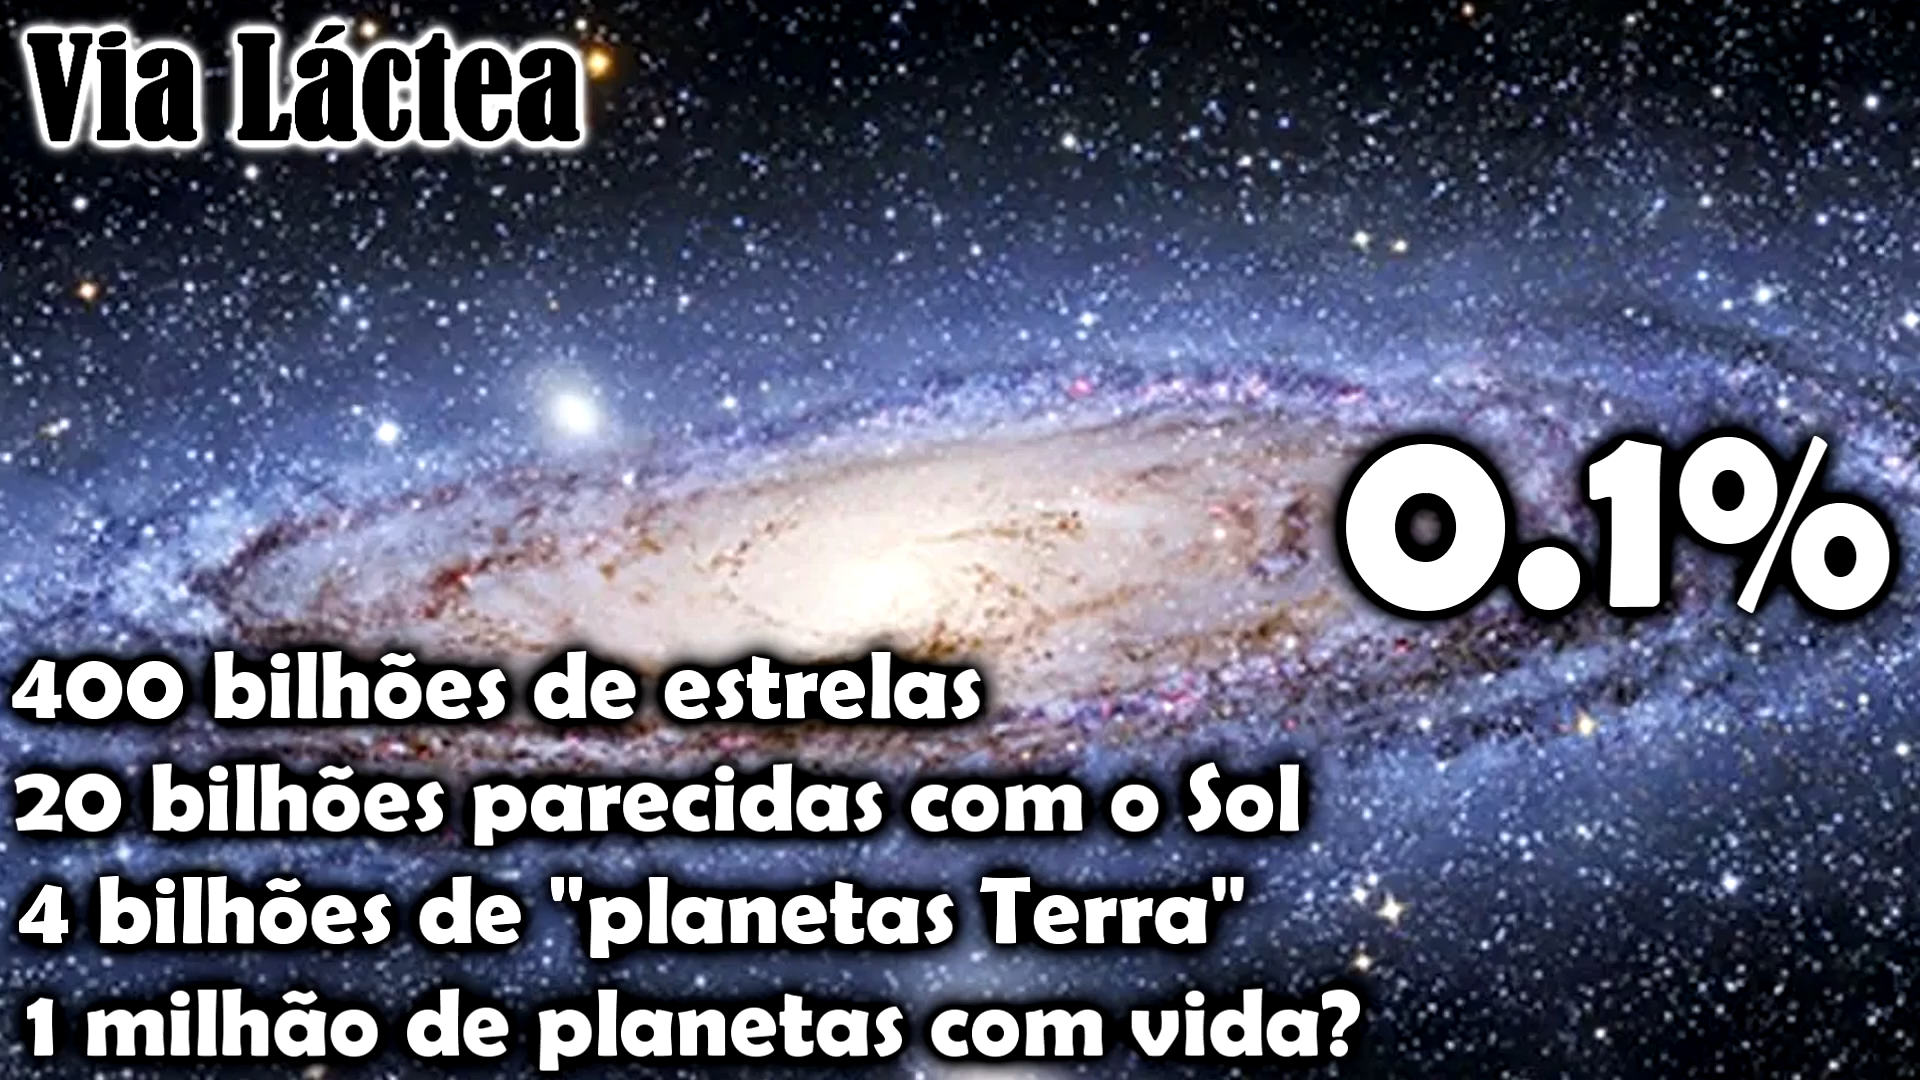 Via Láctea
0.1%
400 bilhões de estrelas
20 bilhões parecidas com o Sol
4 bilhões de "planetas Terra"
1 milhão de planetas com vida?